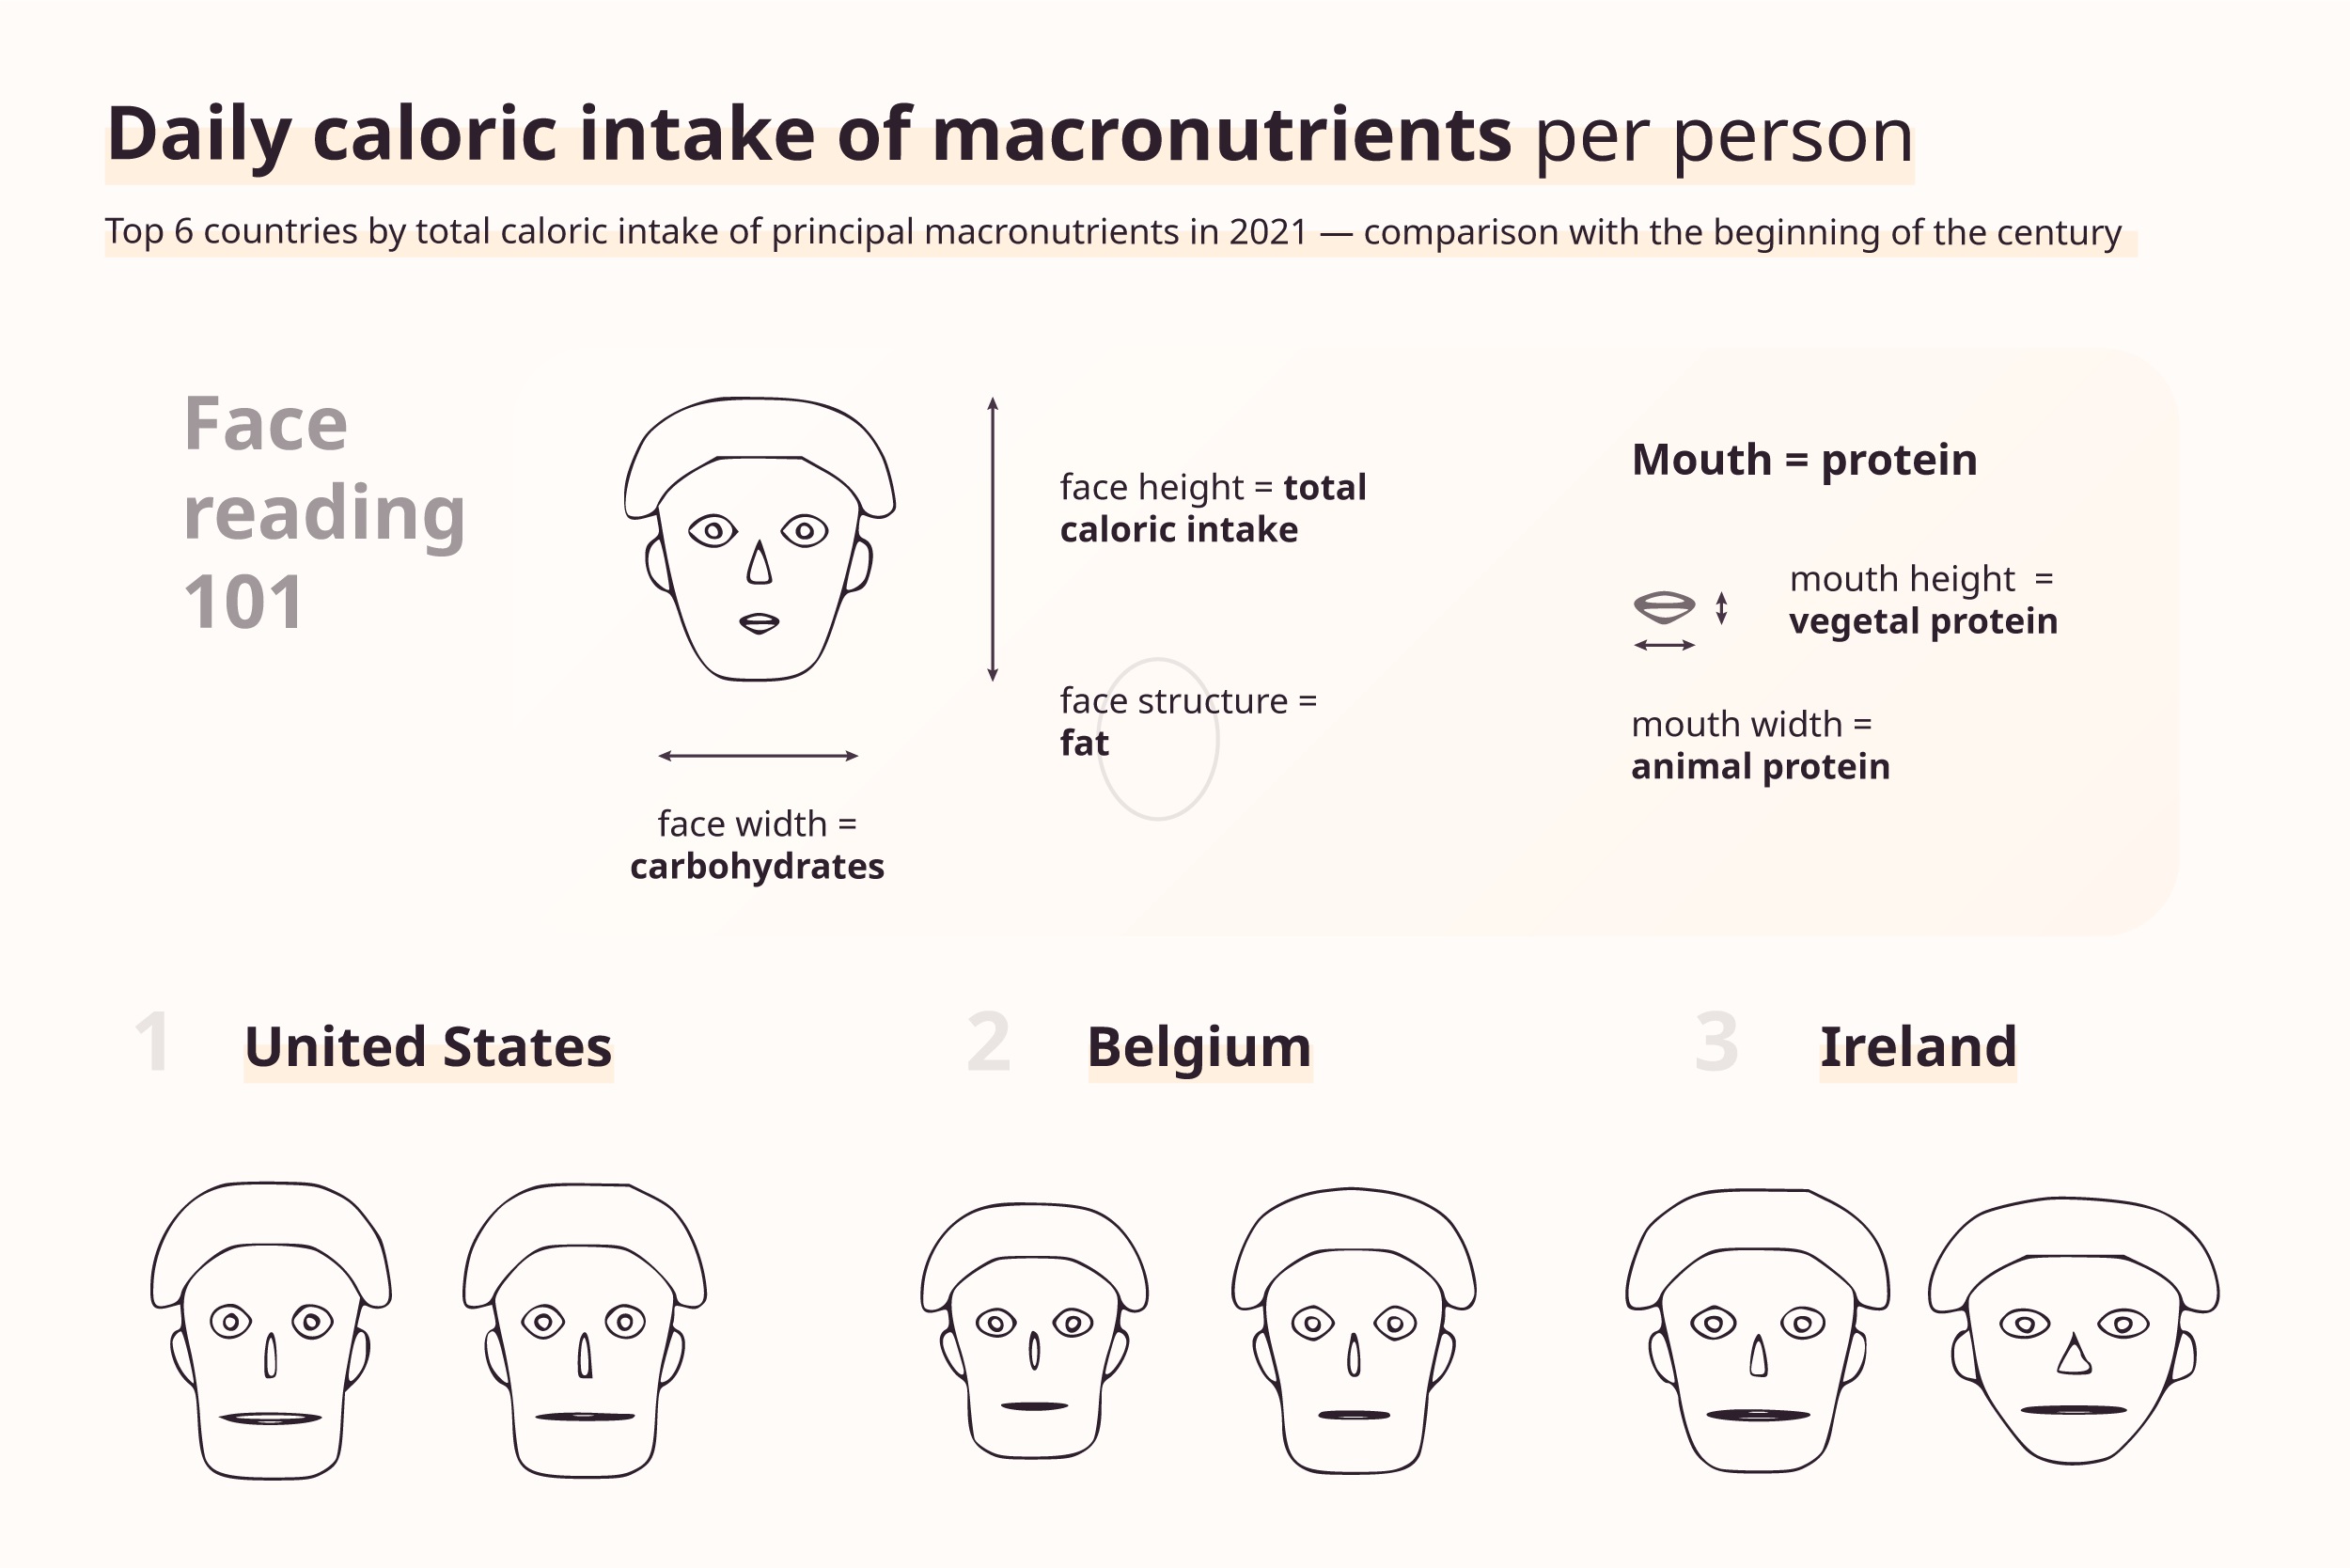 Daily caloric intake of macronutrients per person
Top 6 countries by total caloric intake of principal macronutrients in 2021 — comparison with the beginning of the century
Face
reading
101
face height = total
caloric intake
face structure =
fat
face width =
carbohydrates
Mouth = protein
mouth height  =
vegetal protein
mouth width =
animal protein
1 United States
2 Belgium
3 Ireland